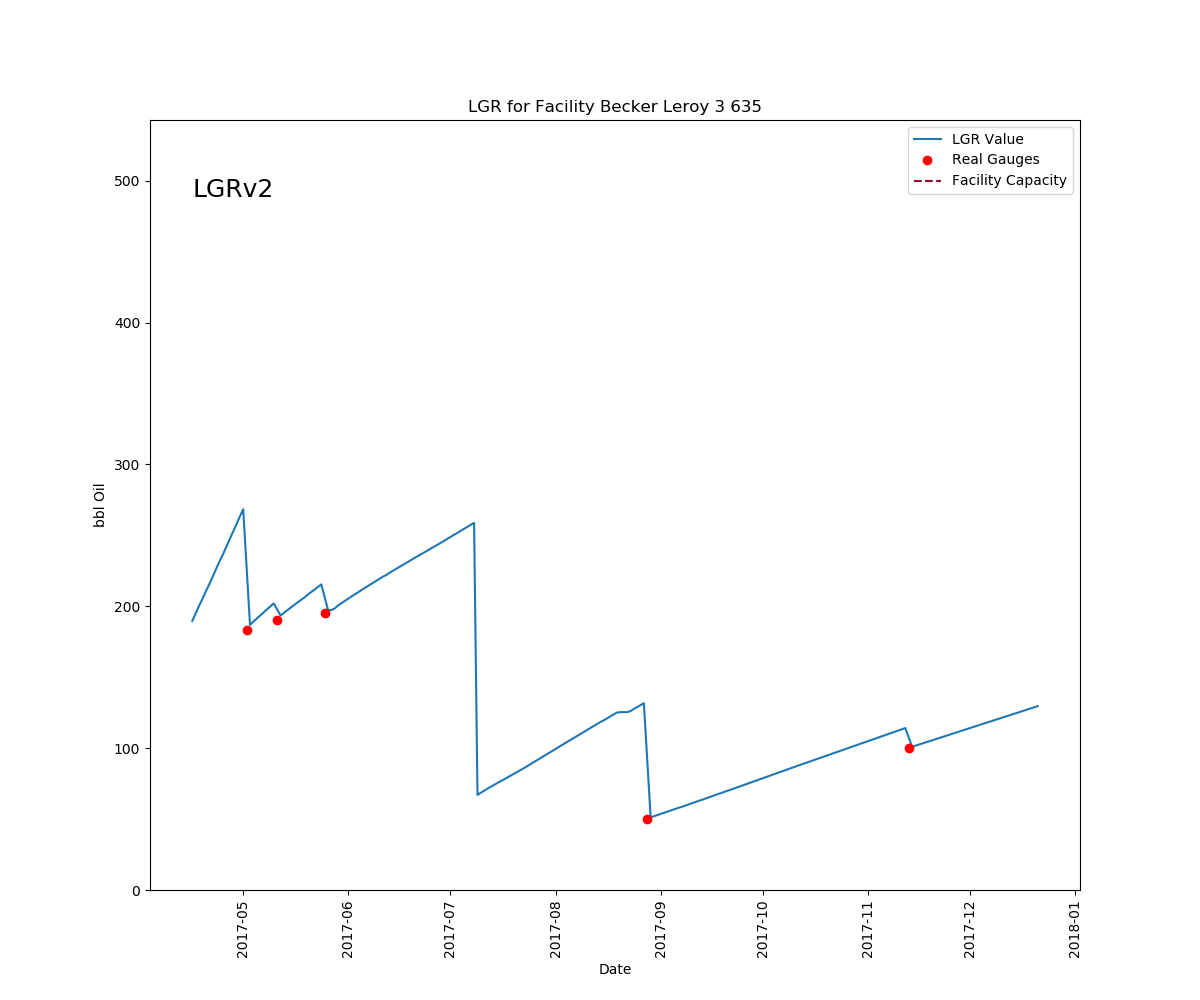 LGR for Facility Becker Leroy 3 635
LGRv2
LGR Value
Real Gauges
Facility Capacity
bbl Oil
500
400
300
200
100
0
2017-05
2017-06
2017-07
2017-08
2017-09
2017-10
2017-11
2017-12
2018-01
Date